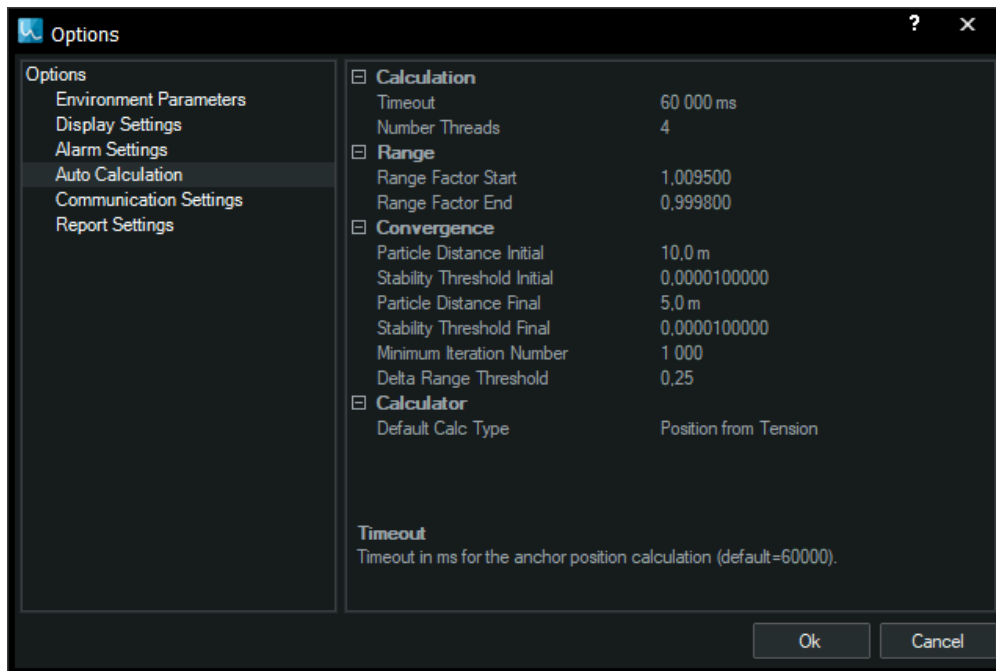 Options
?
×
Options
Environment Parameters
Display Settings
Alarm Settings
Auto Calculation
Communication Settings
Report Settings
Calculation
Timeout 60 000 ms
Number Threads 4
Range
Range Factor Start 1,009500
Range Factor End 0,999800
Convergence
Particle Distance Initial 10,0 m
Stability Threshold Initial 0,0000100000
Particle Distance Final 5,0 m
Stability Threshold Final 0,0000100000
Minimum Iteration Number 1 000
Delta Range Threshold 0,25
Calculator
Default Calc Type Position from Tension
Timeout
Timeout in ms for the anchor position calculation (default=60000).
Ok
Cancel